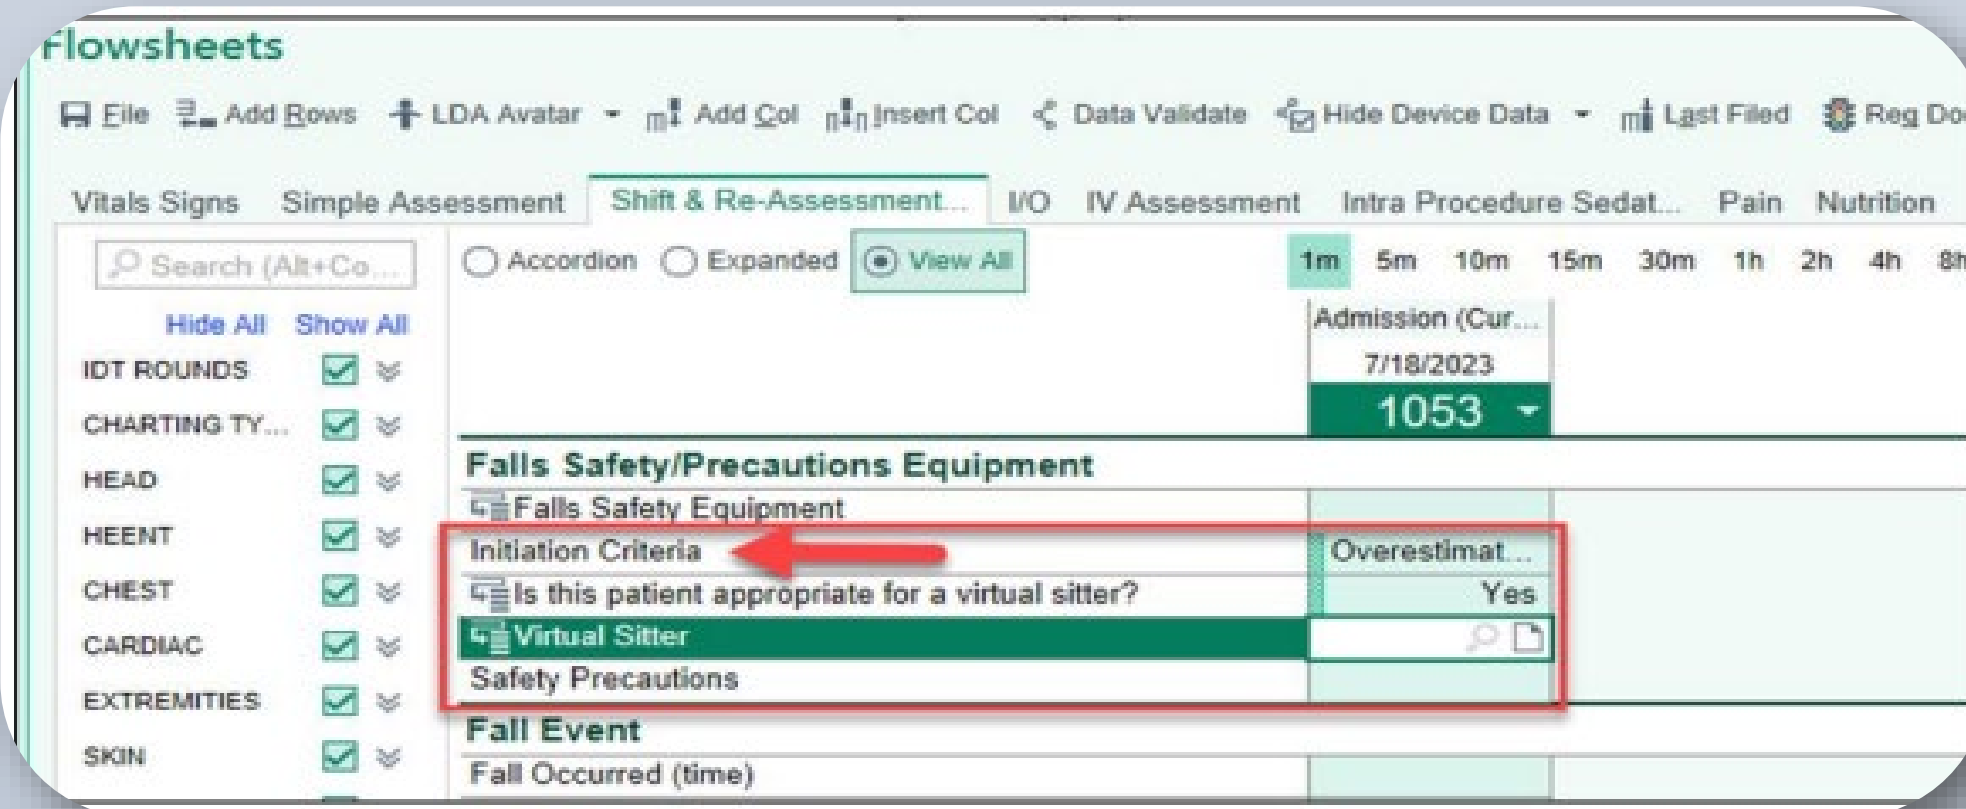 Flowsheets
File Add Rows LDA Avatar Add Col Insert Col Data Validate Hide Device Data Last Filed Reg Doc
Vitals Signs Simple Assessment Shift & Re-Assessment... I/O IV Assessment Intra Procedure Sedat... Pain Nutrition
Search (Alt+Co... Accordion Expanded View All 1m 5m 10m 15m 30m 1h 2h 4h 8h
Hide All Show All Admission (Cur...
IDT ROUNDS 7/18/2023
CHARTING TY... 1053
HEAD Falls Safety/Precautions Equipment
Falls Safety Equipment
HEENT Initiation Criteria Overestimat...
CHEST Is this patient appropriate for a virtual sitter? Yes
CARDIAC Virtual Sitter
EXTREMITIES Safety Precautions
Fall Event
SKIN Fall Occurred (time)